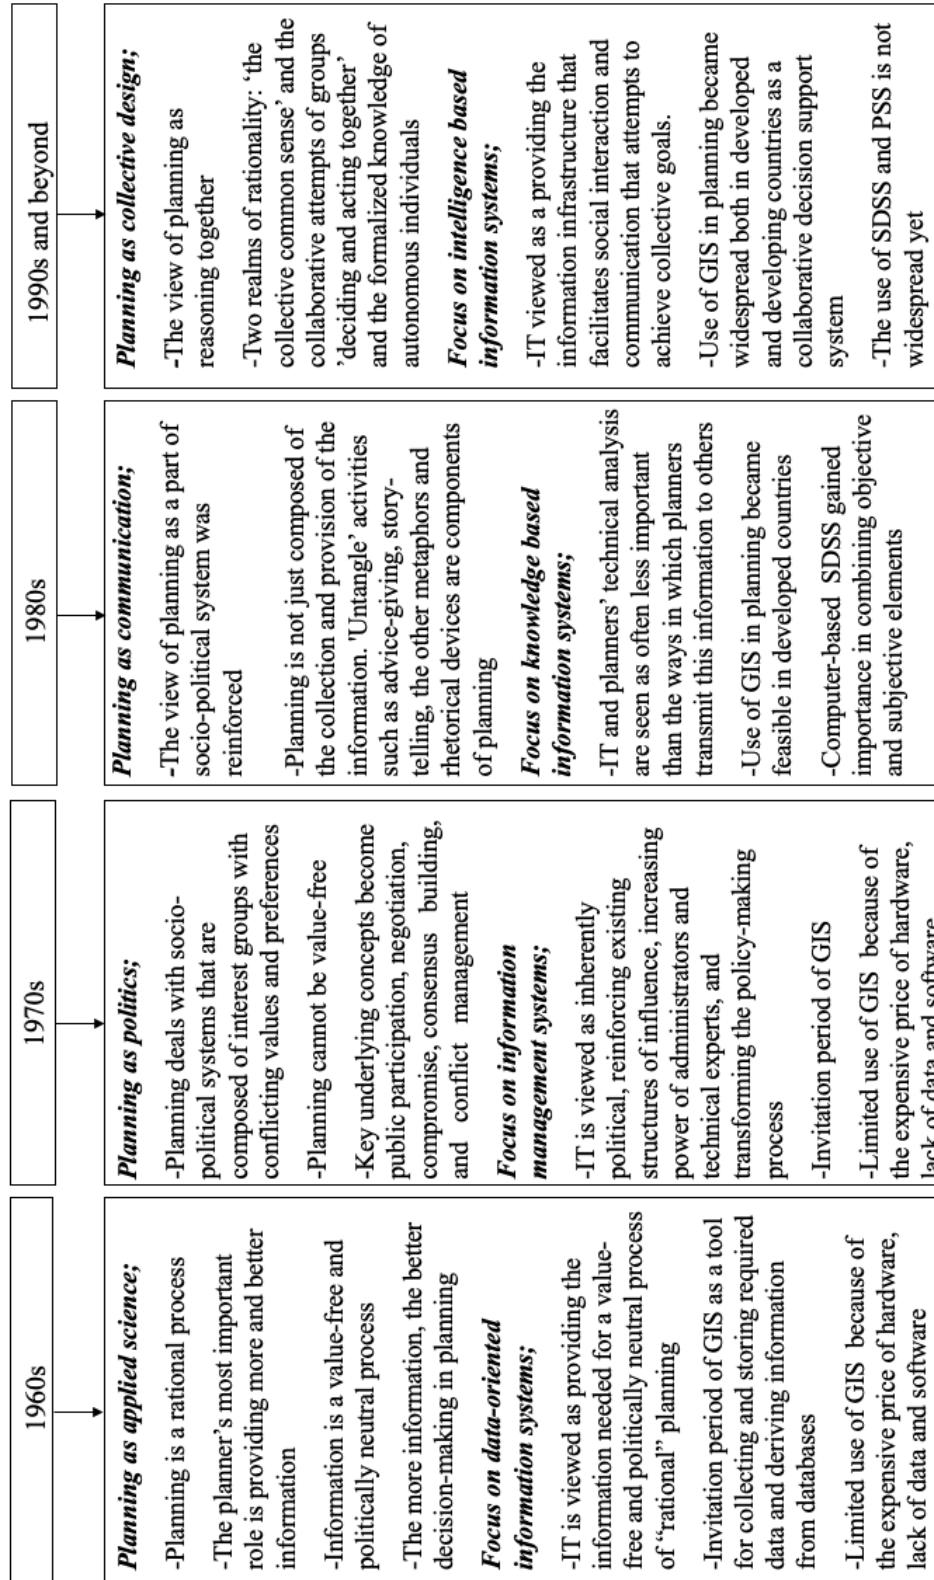 1960s
Planning as applied science;
-Planning is a rational process
-The planner's most important
role is providing more and better
information
-Information is a value-free and
politically neutral process
-The more information, the better
decision-making in planning
Focus on data-oriented
information systems;
-IT is viewed as providing the
information needed for a value-
free and politically neutral process
of “rational” planning
-Invitation period of GIS as a tool
for collecting and storing required
data and deriving information
from databases
-Limited use of GIS because of
the expensive price of hardware,
lack of data and software
1970s
Planning as politics;
-Planning deals with socio-
political systems that are
composed of interest groups with
conflicting values and preferences
-Planning cannot be value-free
-Key underlying concepts become
public participation, negotiation,
compromise, consensus building,
and conflict management
Focus on information
management systems;
-IT is viewed as inherently
political, reinforcing existing
structures of influence, increasing
power of administrators and
technical experts, and
transforming the policy-making
process
-Invitation period of GIS
-Limited use of GIS because of
the expensive price of hardware,
lack of data and software
1980s
Planning as communication;
-The view of planning as a part of
socio-political system was
reinforced
-Planning is not just composed of
the collection and provision of the
information. 'Untangle' activities
such as advice-giving, story-
telling, the other metaphors and
rhetorical devices are components
of planning
Focus on knowledge based
information systems;
-IT and planners' technical analysis
are seen as often less important
than the ways in which planners
transmit this information to others
-Use of GIS in planning became
feasible in developed countries
-Computer-based SDSS gained
importance in combining objective
and subjective elements
1990s and beyond
Planning as collective design;
-The view of planning as
reasoning together
-Two realms of rationality: ‘the
collective common sense’ and the
collaborative attempts of groups
’deciding and acting together’
and the formalized knowledge of
autonomous individuals
Focus on intelligence based
information systems;
-IT viewed as a providing the
information infrastructure that
facilitates social interaction and
communication that attempts to
achieve collective goals.
-Use of GIS in planning became
widespread both in developed
and developing countries as a
collaborative decision support
system
-The use of SDSS and PSS is not
widespread yet